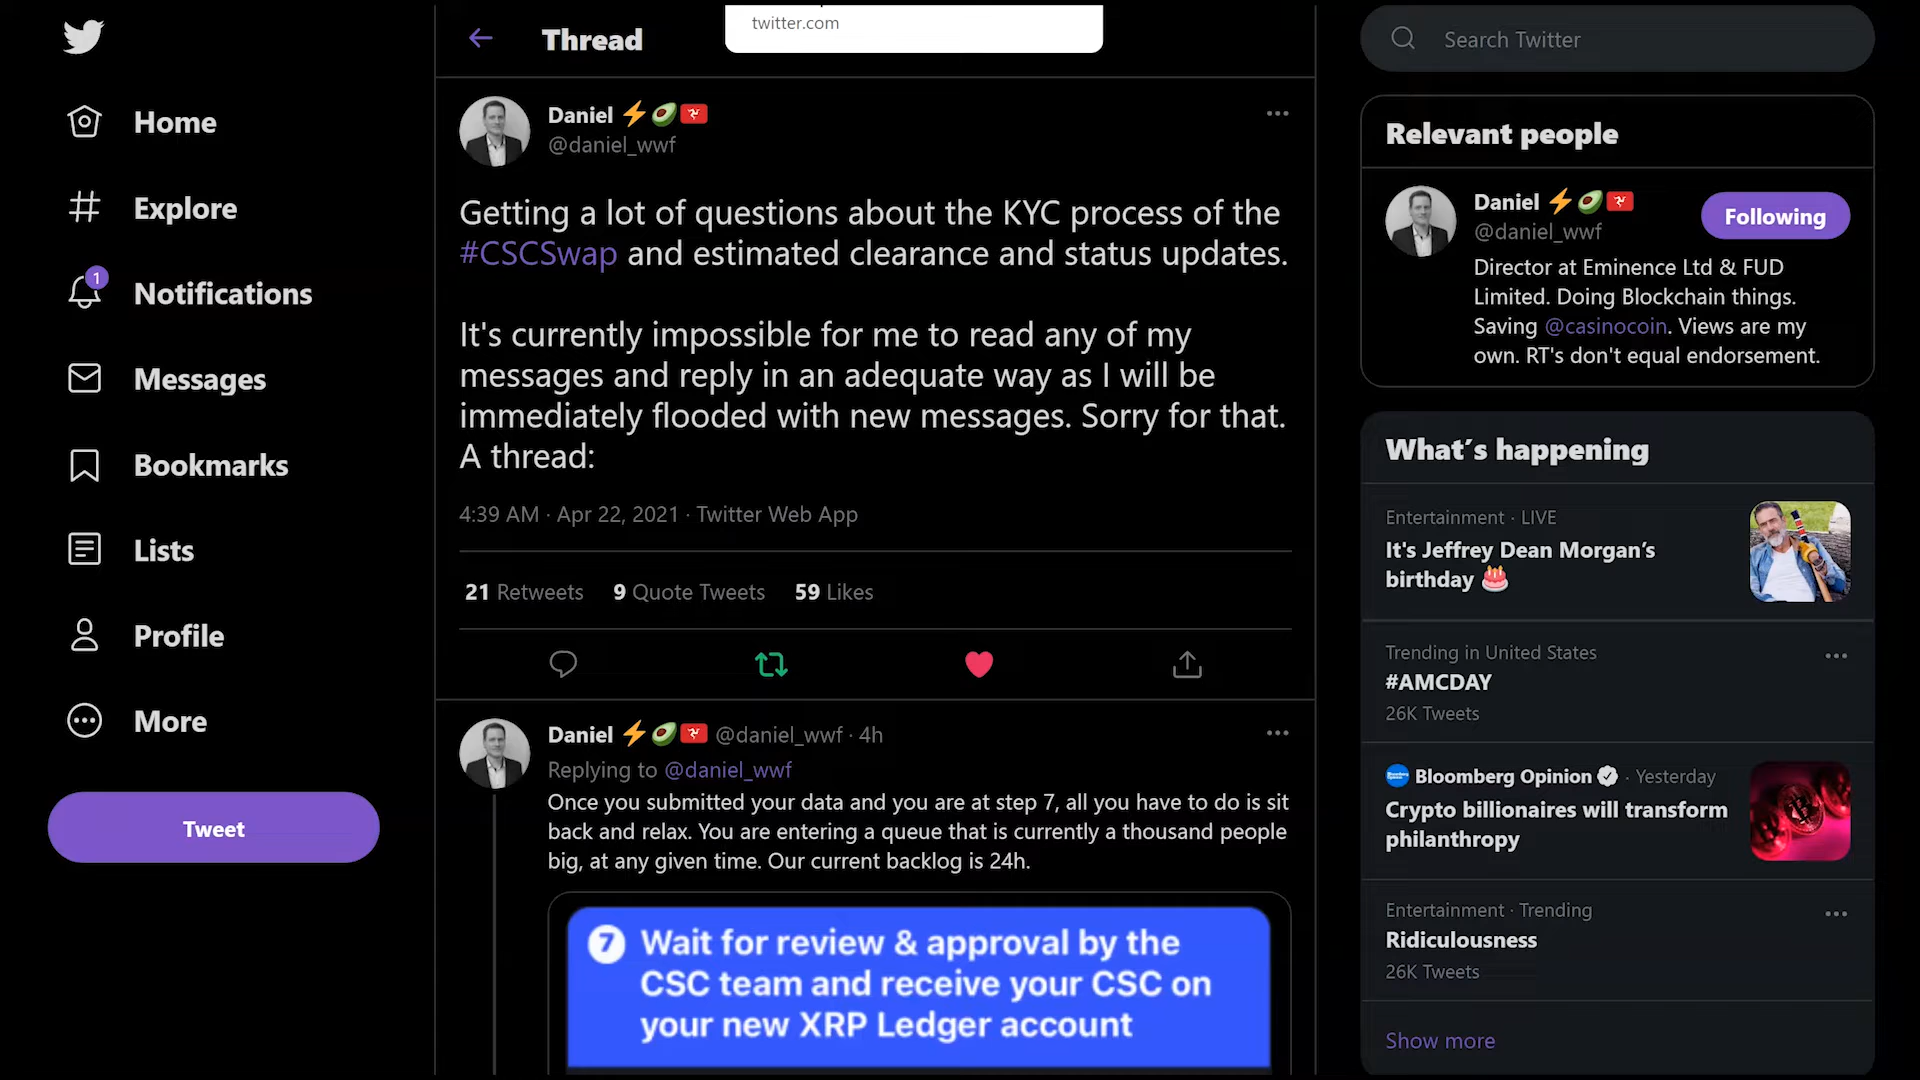 Home
Explore
1
Notifications
Messages
Bookmarks
Lists
Profile
More
Tweet
Thread
twitter.com
Daniel
@daniel_wwf
Getting a lot of questions about the KYC process of the
#CSCSwap and estimated clearance and status updates.
It's currently impossible for me to read any of my
messages and reply in an adequate way as I will be
immediately flooded with new messages. Sorry for that.
A thread:
4:39 AM · Apr 22, 2021 · Twitter Web App
21 Retweets 9 Quote Tweets 59 Likes
Daniel @daniel_wwf · 4h
Replying to @daniel_wwf
Once you submitted your data and you are at step 7, all you have to do is sit
back and relax. You are entering a queue that is currently a thousand people
big, at any given time. Our current backlog is 24h.
7 Wait for review & approval by the
CSC team and receive your CSC on
your new XRP Ledger account
Search Twitter
Relevant people
Daniel
@daniel_wwf
Following
Director at Eminence Ltd & FUD
Limited. Doing Blockchain things.
Saving @casinocoin. Views are my
own. RT's don't equal endorsement.
What's happening
Entertainment · LIVE
It's Jeffrey Dean Morgan's
birthday
Trending in United States
#AMCDAY
26K Tweets
Bloomberg Opinion · Yesterday
Crypto billionaires will transform
philanthropy
Entertainment · Trending
Ridiculousness
26K Tweets
Show more